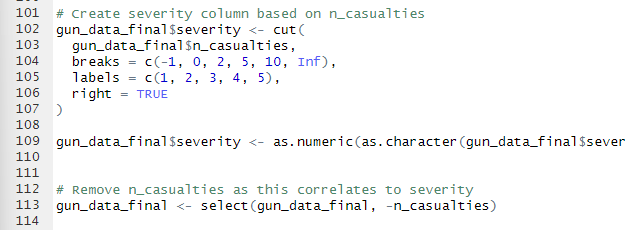 101 # Create severity column based on n_casualties
102 gun_data_final$severity <- cut(
103   gun_data_final$n_casualties,
104   breaks = c(-1, 0, 2, 5, 10, Inf),
105   labels = c(1, 2, 3, 4, 5),
106   right = TRUE
107 )
108
109 gun_data_final$severity <- as.numeric(as.character(gun_data_final$sever
110
111
112 # Remove n_casualties as this correlates to severity
113 gun_data_final <- select(gun_data_final, -n_casualties)
114